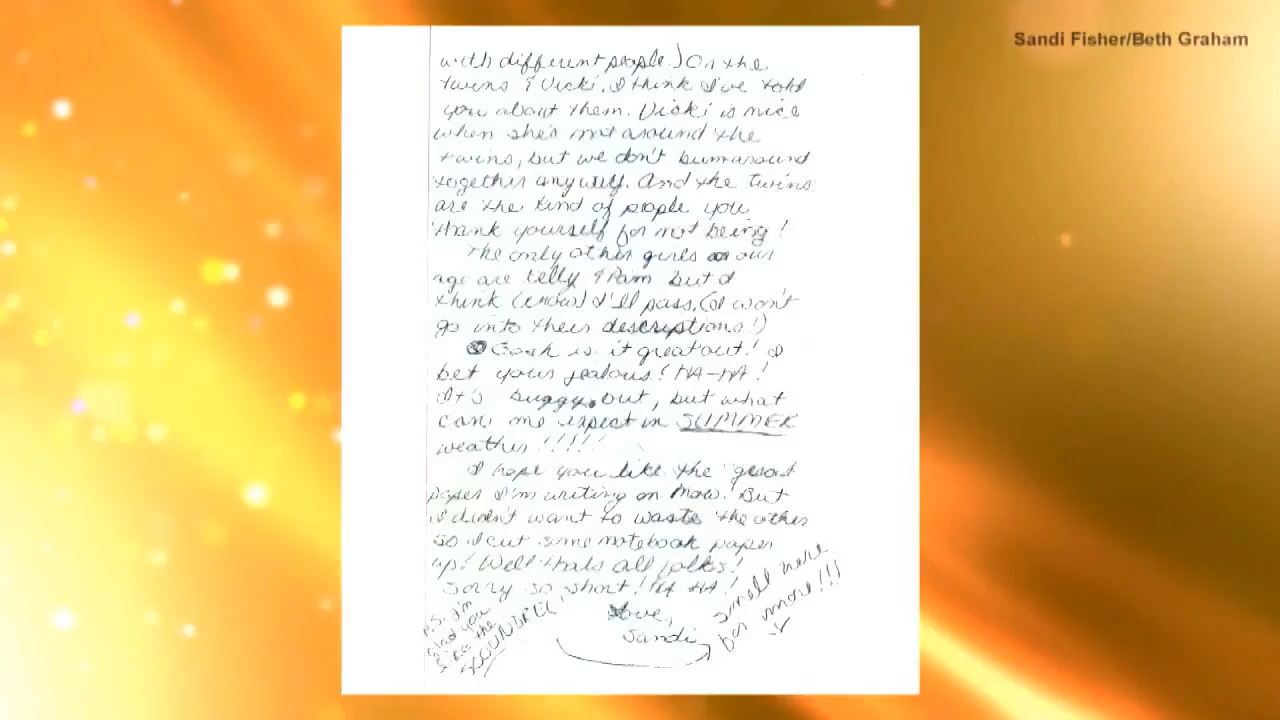 Sandi Fisher/Beth Graham
with different people.) On the
twins & Vicki, I think I've told
you about them. Vicki is nice
when she's not around the
twins, but we don't bum around
together anyway. And the twins
are the kind of people you
thank yourself for not being!
The only other girls our
age are & Pam but I
think (know) I'll pass. (I won't
go into their descriptions!)
Gosh is it great out! I
bet your jealous! HA-HA!
It's buggy out, but what
can one expect in SUMMER
weather!!!!!
I hope you like the great
paper I'm writing on now! But
I didn't want to waste the other
so I cut some notebook paper
up! Well thats all folks!
Sorry so short! HA HA!
Love,
Sandi
P.S. I'm
glad you
like the
SCOUNDREL!
smell here
for more!!!